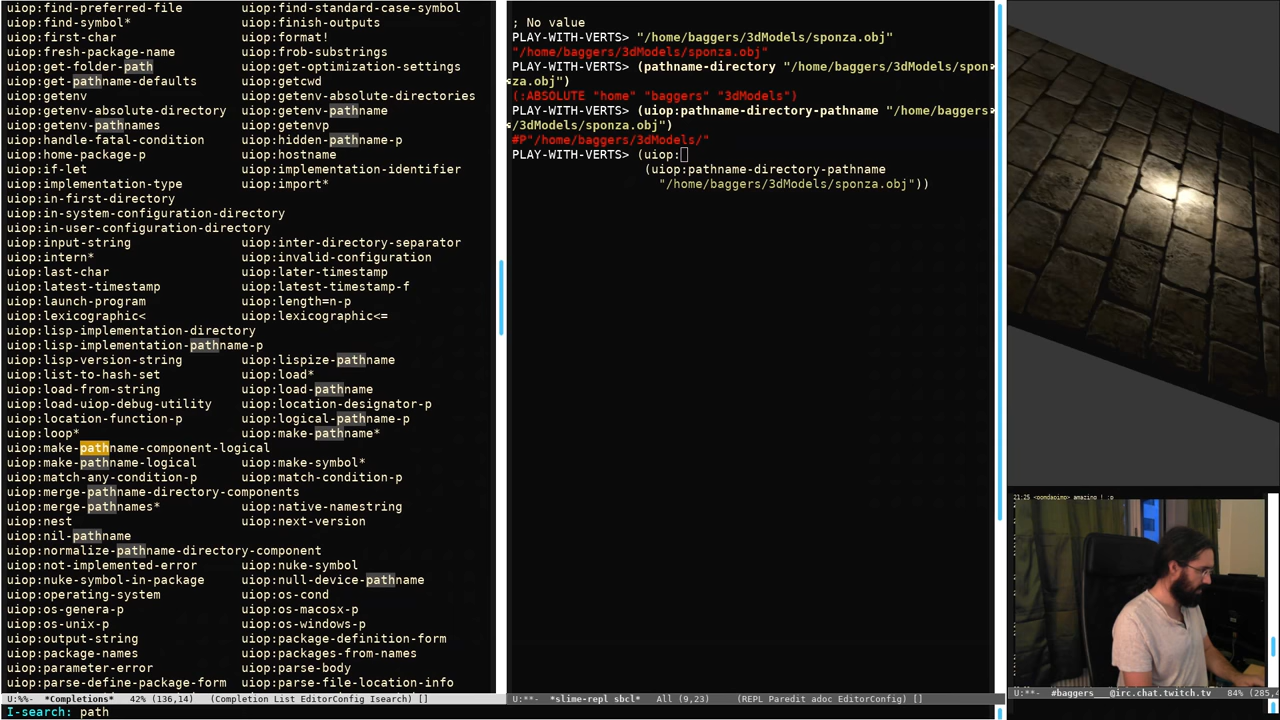 uiop:find-preferred-file uiop:find-standard-case-symbol
uiop:find-symbol* uiop:finish-outputs
uiop:first-char uiop:format!
uiop:fresh-package-name uiop:frob-substrings
uiop:get-folder-path uiop:get-optimization-settings
uiop:get-pathname-defaults uiop:getcwd
uiop:getenv uiop:getenv-absolute-directories
uiop:getenv-absolute-directory uiop:getenv-pathname
uiop:getenv-pathnames uiop:getenvp
uiop:handle-fatal-condition uiop:hidden-pathname-p
uiop:home-package-p uiop:hostname
uiop:if-let uiop:implementation-identifier
uiop:implementation-type uiop:import*
uiop:in-first-directory
uiop:in-system-configuration-directory
uiop:in-user-configuration-directory
uiop:input-string uiop:inter-directory-separator
uiop:intern* uiop:invalid-configuration
uiop:last-char uiop:later-timestamp
uiop:latest-timestamp uiop:latest-timestamp-f
uiop:launch-program uiop:length=n-p
uiop:lexicographic< uiop:lexicographic<=
uiop:lisp-implementation-directory
uiop:lisp-implementation-pathname-p
uiop:lisp-version-string uiop:lispize-pathname
uiop:list-to-hash-set uiop:load*
uiop:load-from-string uiop:load-pathname
uiop:load-uiop-debug-utility uiop:location-designator-p
uiop:location-function-p uiop:logical-pathname-p
uiop:loop* uiop:make-pathname*
uiop:make-pathname-component-logical
uiop:make-pathname-logical uiop:make-symbol*
uiop:match-any-condition-p uiop:match-condition-p
uiop:merge-pathname-directory-components
uiop:merge-pathnames* uiop:native-namestring
uiop:nest uiop:next-version
uiop:nil-pathname
uiop:normalize-pathname-directory-component
uiop:not-implemented-error uiop:nuke-symbol
uiop:nuke-symbol-in-package uiop:null-device-pathname
uiop:operating-system uiop:os-cond
uiop:os-genera-p uiop:os-macosx-p
uiop:os-unix-p uiop:os-windows-p
uiop:output-string uiop:package-definition-form
uiop:package-names uiop:packages-from-names
uiop:parameter-error uiop:parse-body
uiop:parse-define-package-form uiop:parse-file-location-info
U:%%- *Completions* 42% (136,14) (Completion List EditorConfig Isearch) []
I-search: path
; No value
PLAY-WITH-VERTS> "/home/baggers/3dModels/sponza.obj"
"/home/baggers/3dModels/sponza.obj"
PLAY-WITH-VERTS> (pathname-directory "/home/baggers/3dModels/spon
za.obj")
(:ABSOLUTE "home" "baggers" "3dModels")
PLAY-WITH-VERTS> (uiop:pathname-directory-pathname "/home/baggers
/3dModels/sponza.obj")
#P"/home/baggers/3dModels/"
PLAY-WITH-VERTS> (uiop:
(uiop:pathname-directory-pathname
"/home/baggers/3dModels/sponza.obj"))
U:**- *slime-repl sbcl* All (9,23) (REPL Paredit adoc EditorConfig) []
U:**- #baggers___@irc.chat.twitch.tv 84% (285,